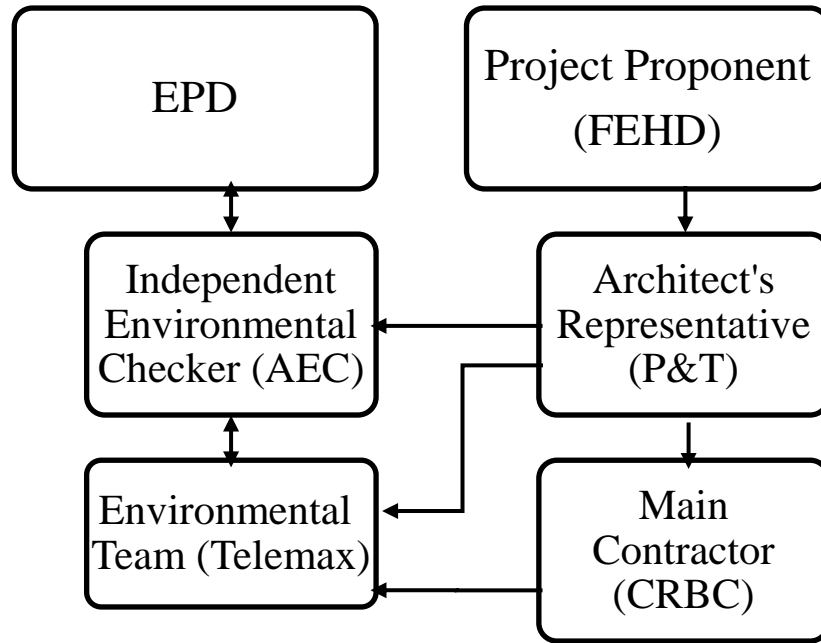 EPD
Project Proponent
(FEHD)
Independent
Environmental
Checker (AEC)
Architect's
Representative
(P&T)
Environmental
Team (Telemax)
Main
Contractor
(CRBC)